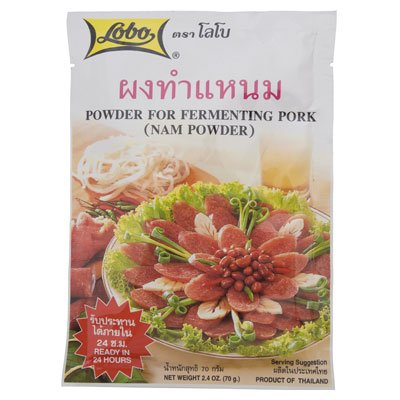 Lobo
ตราโลโบ
®
ผงทำแหนม
POWDER FOR FERMENTING PORK
(NAM POWDER)
รับประทาน
ได้ภายใน
24 ช.ม.
READY IN
24 HOURS
น้ำหนักสุทธิ 70 กรัม
NET WEIGHT 2.4 OZ. (70 g.)
Serving Suggestion
ผลิตในประเทศไทย
PRODUCT OF THAILAND